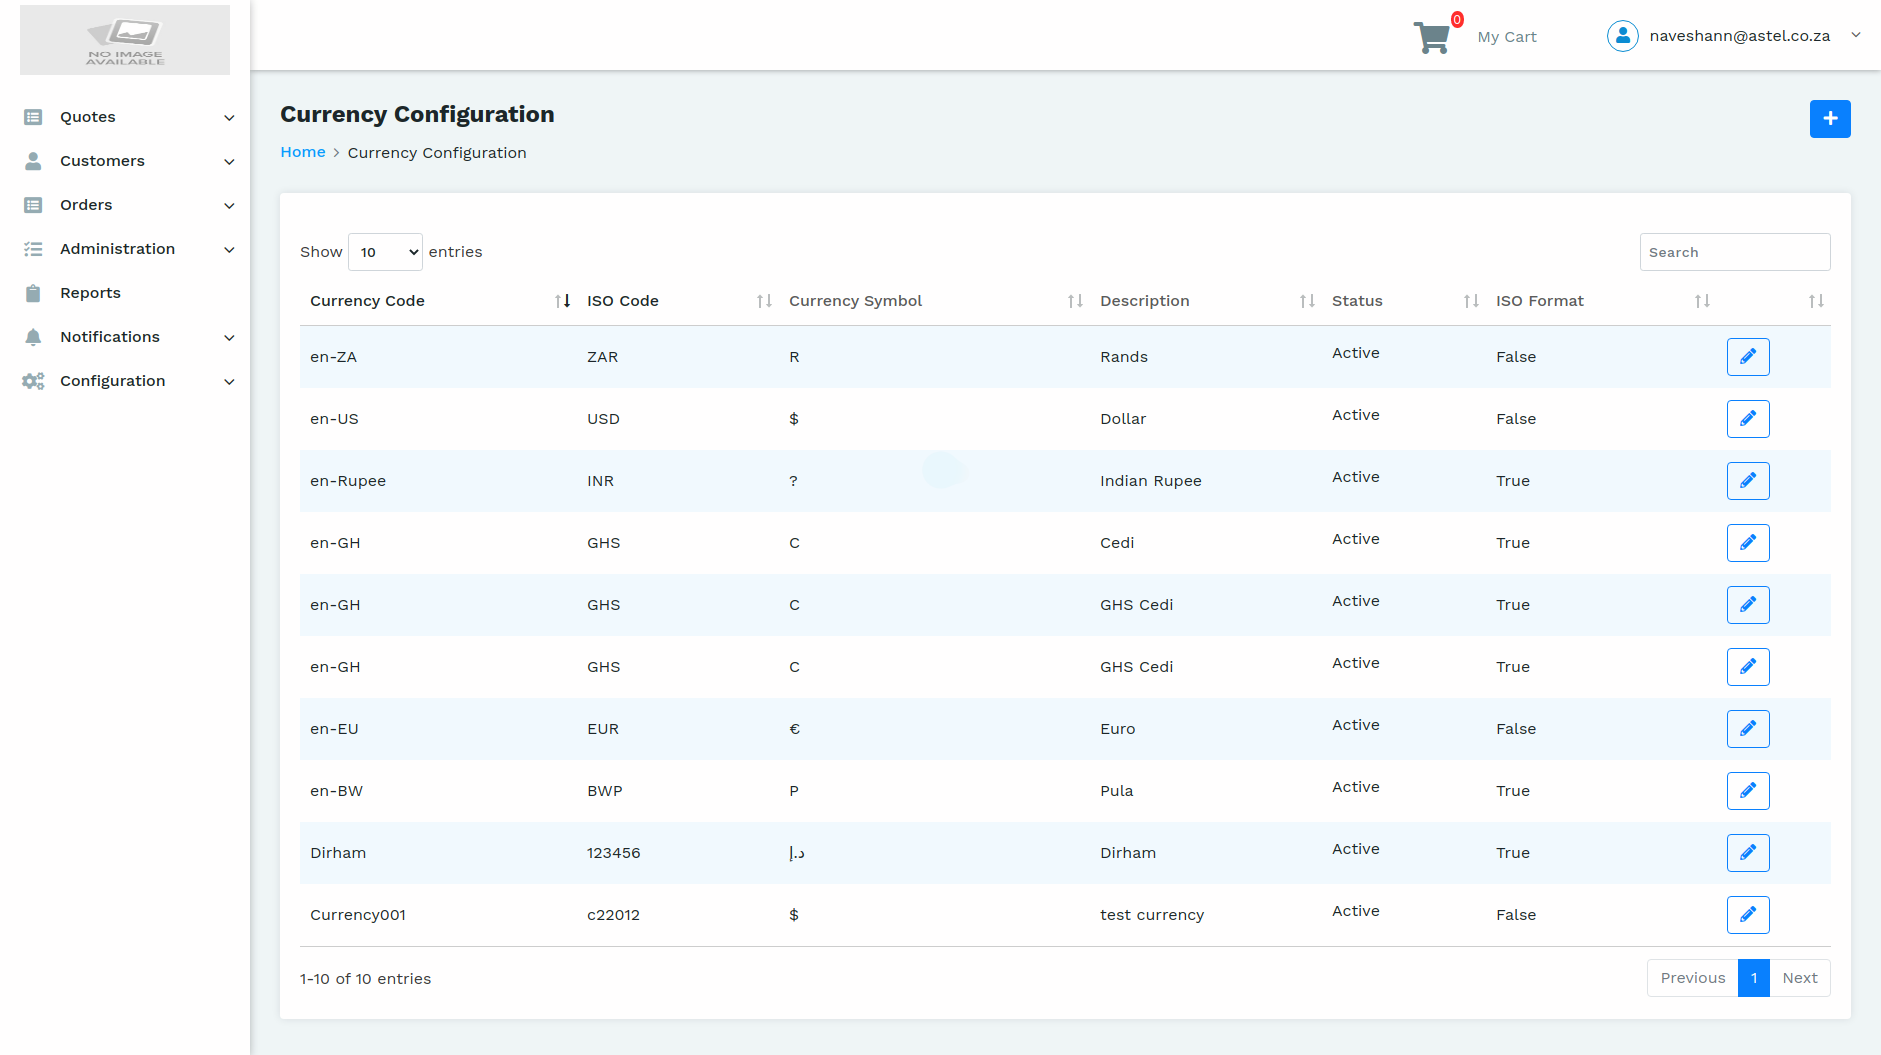 NO IMAGE
AVAILABLE
0
My Cart
naveshann@astel.co.za
Quotes
Customers
Orders
Administration
Reports
Notifications
Configuration
Currency Configuration
Home > Currency Configuration
Show 10 entries
Search
Currency Code ISO Code Currency Symbol Description Status ISO Format
en-ZA ZAR R Rands Active False
en-US USD $ Dollar Active False
en-Rupee INR ? Indian Rupee Active True
en-GH GHS C Cedi Active True
en-GH GHS C GHS Cedi Active True
en-GH GHS C GHS Cedi Active True
en-EU EUR € Euro Active False
en-BW BWP P Pula Active True
Dirham 123456 د.إ Dirham Active True
Currency001 c22012 $ test currency Active False
1-10 of 10 entries
Previous 1 Next